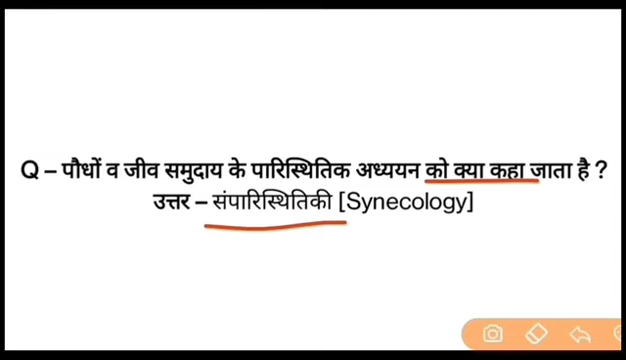 Q – पौधों व जीव समुदाय के पारिस्थितिक अध्ययन को क्या कहा जाता है ?
उत्तर – संपारिस्थितिकी [Synecology]